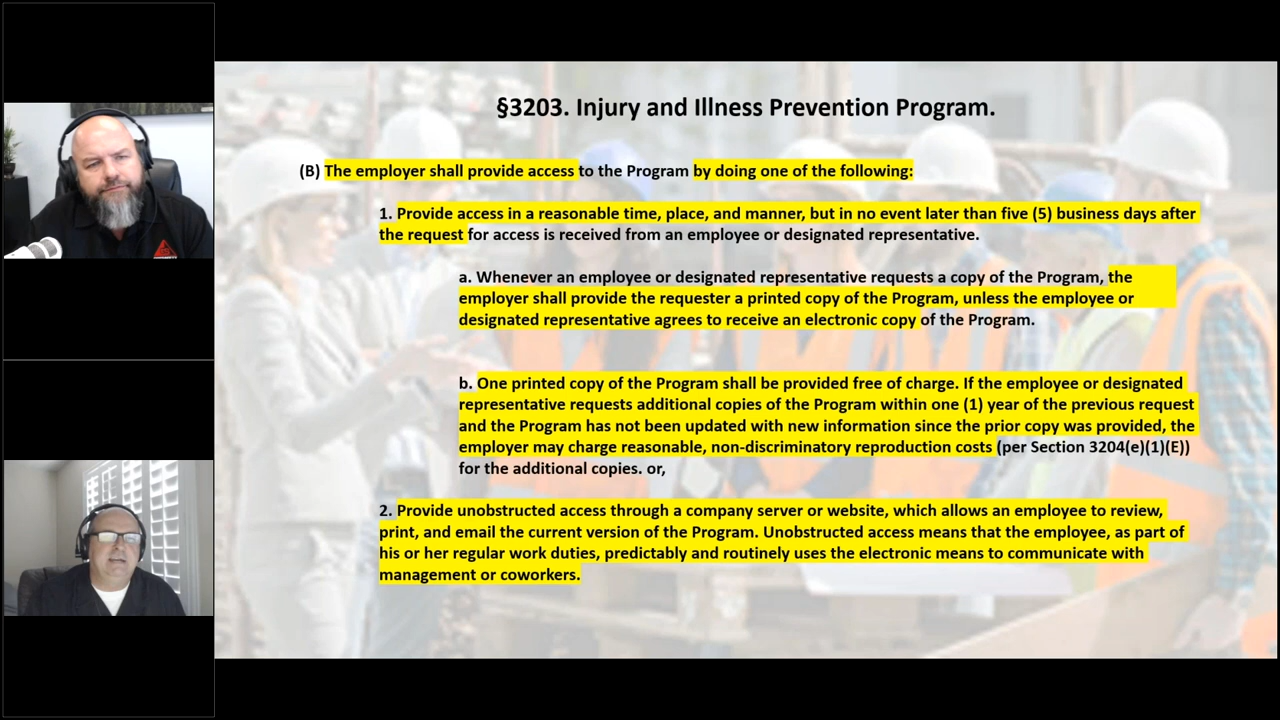 §3203. Injury and Illness Prevention Program.
(B) The employer shall provide access to the Program by doing one of the following:
1. Provide access in a reasonable time, place, and manner, but in no event later than five (5) business days after
the request for access is received from an employee or designated representative.
a. Whenever an employee or designated representative requests a copy of the Program, the
employer shall provide the requester a printed copy of the Program, unless the employee or
designated representative agrees to receive an electronic copy of the Program.
b. One printed copy of the Program shall be provided free of charge. If the employee or designated
representative requests additional copies of the Program within one (1) year of the previous request
and the Program has not been updated with new information since the prior copy was provided, the
employer may charge reasonable, non-discriminatory reproduction costs (per Section 3204(e)(1)(E))
for the additional copies. or,
2. Provide unobstructed access through a company server or website, which allows an employee to review,
print, and email the current version of the Program. Unobstructed access means that the employee, as part of
his or her regular work duties, predictably and routinely uses the electronic means to communicate with
management or coworkers.